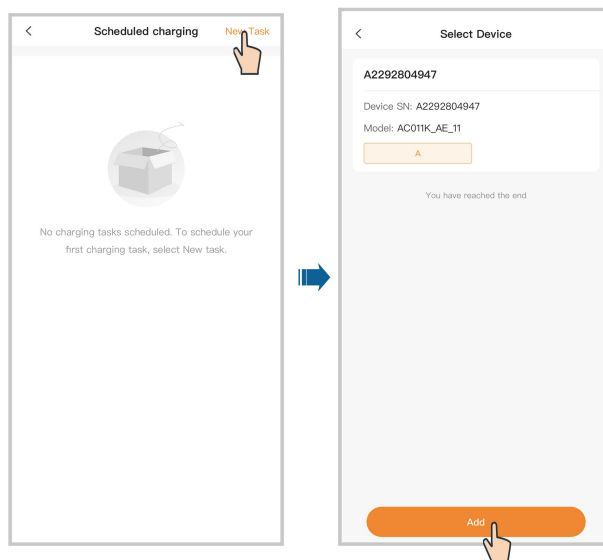 Scheduled charging
New Task
No charging tasks scheduled. To schedule your
first charging task, select New task.
Select Device
A2292804947
Device SN: A2292804947
Model: AC011K_AE_11
A
You have reached the end
Add